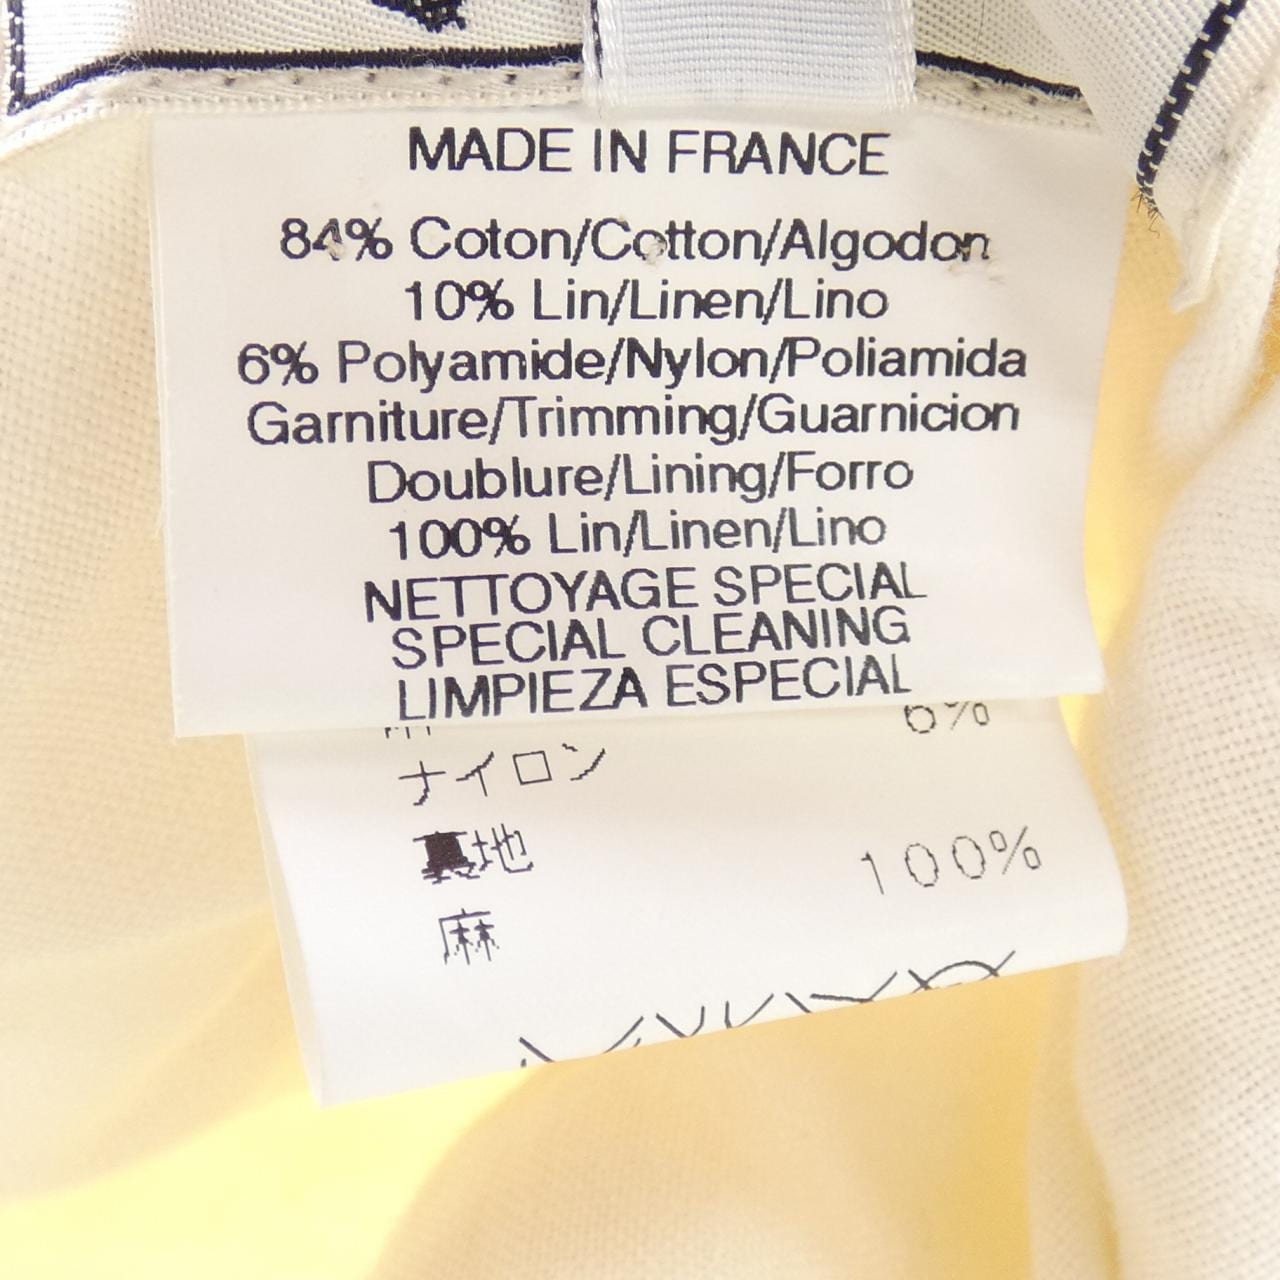 MADE IN FRANCE
84% Coton/Cotton/Algodon
10% Lin/Linen/Lino
6% Polyamide/Nylon/Poliamida
Garniture/Trimming/Guarnicion
Doublure/Lining/Forro
100% Lin/Linen/Lino
NETTOYAGE SPECIAL
SPECIAL CLEANING
LIMPIEZA ESPECIAL
6%
ナイロン
裏地 100%
麻